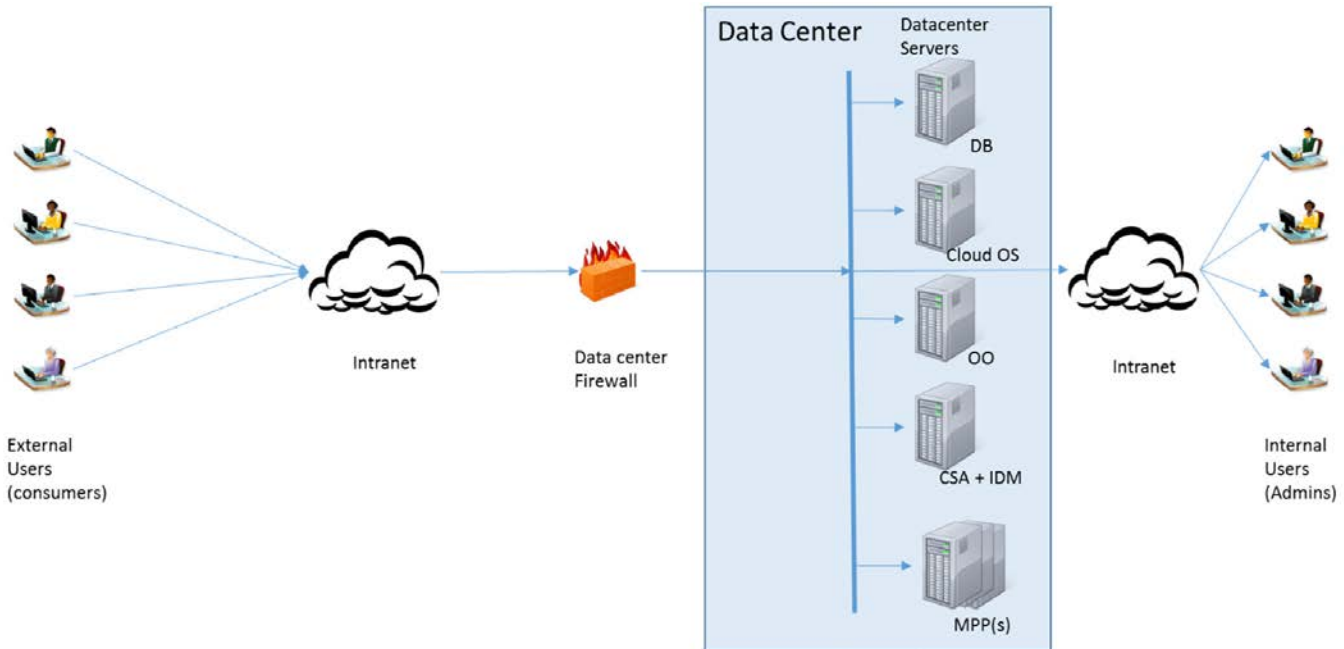 Data Center
Datacenter
Servers
DB
Cloud OS
OO
CSA + IDM
MPP(s)
Intranet
Data center
Firewall
Intranet
External
Users
(consumers)
Internal
Users
(Admins)